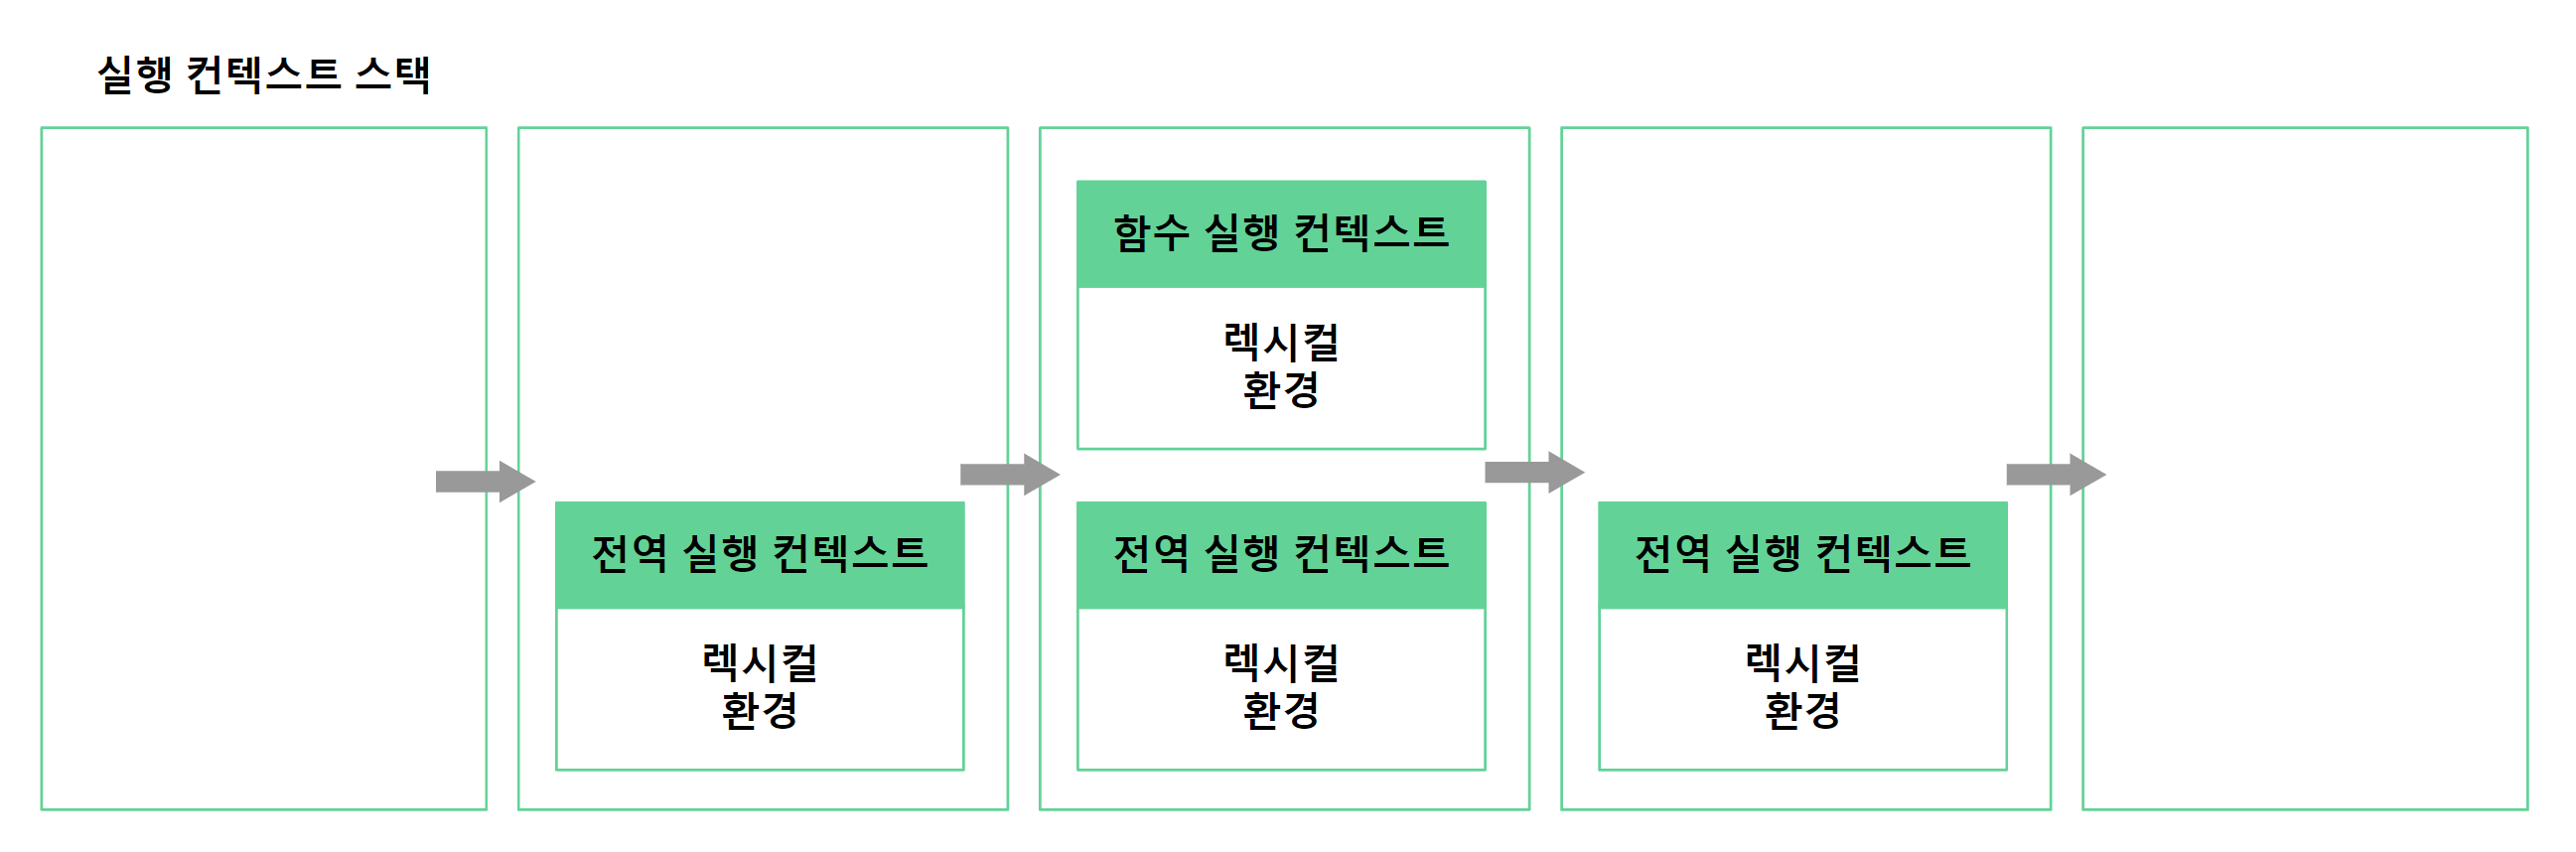 실행 컨텍스트 스택
함수 실행 컨텍스트
렉시컬
환경
전역 실행 컨텍스트
렉시컬
환경
전역 실행 컨텍스트
렉시컬
환경
전역 실행 컨텍스트
렉시컬
환경